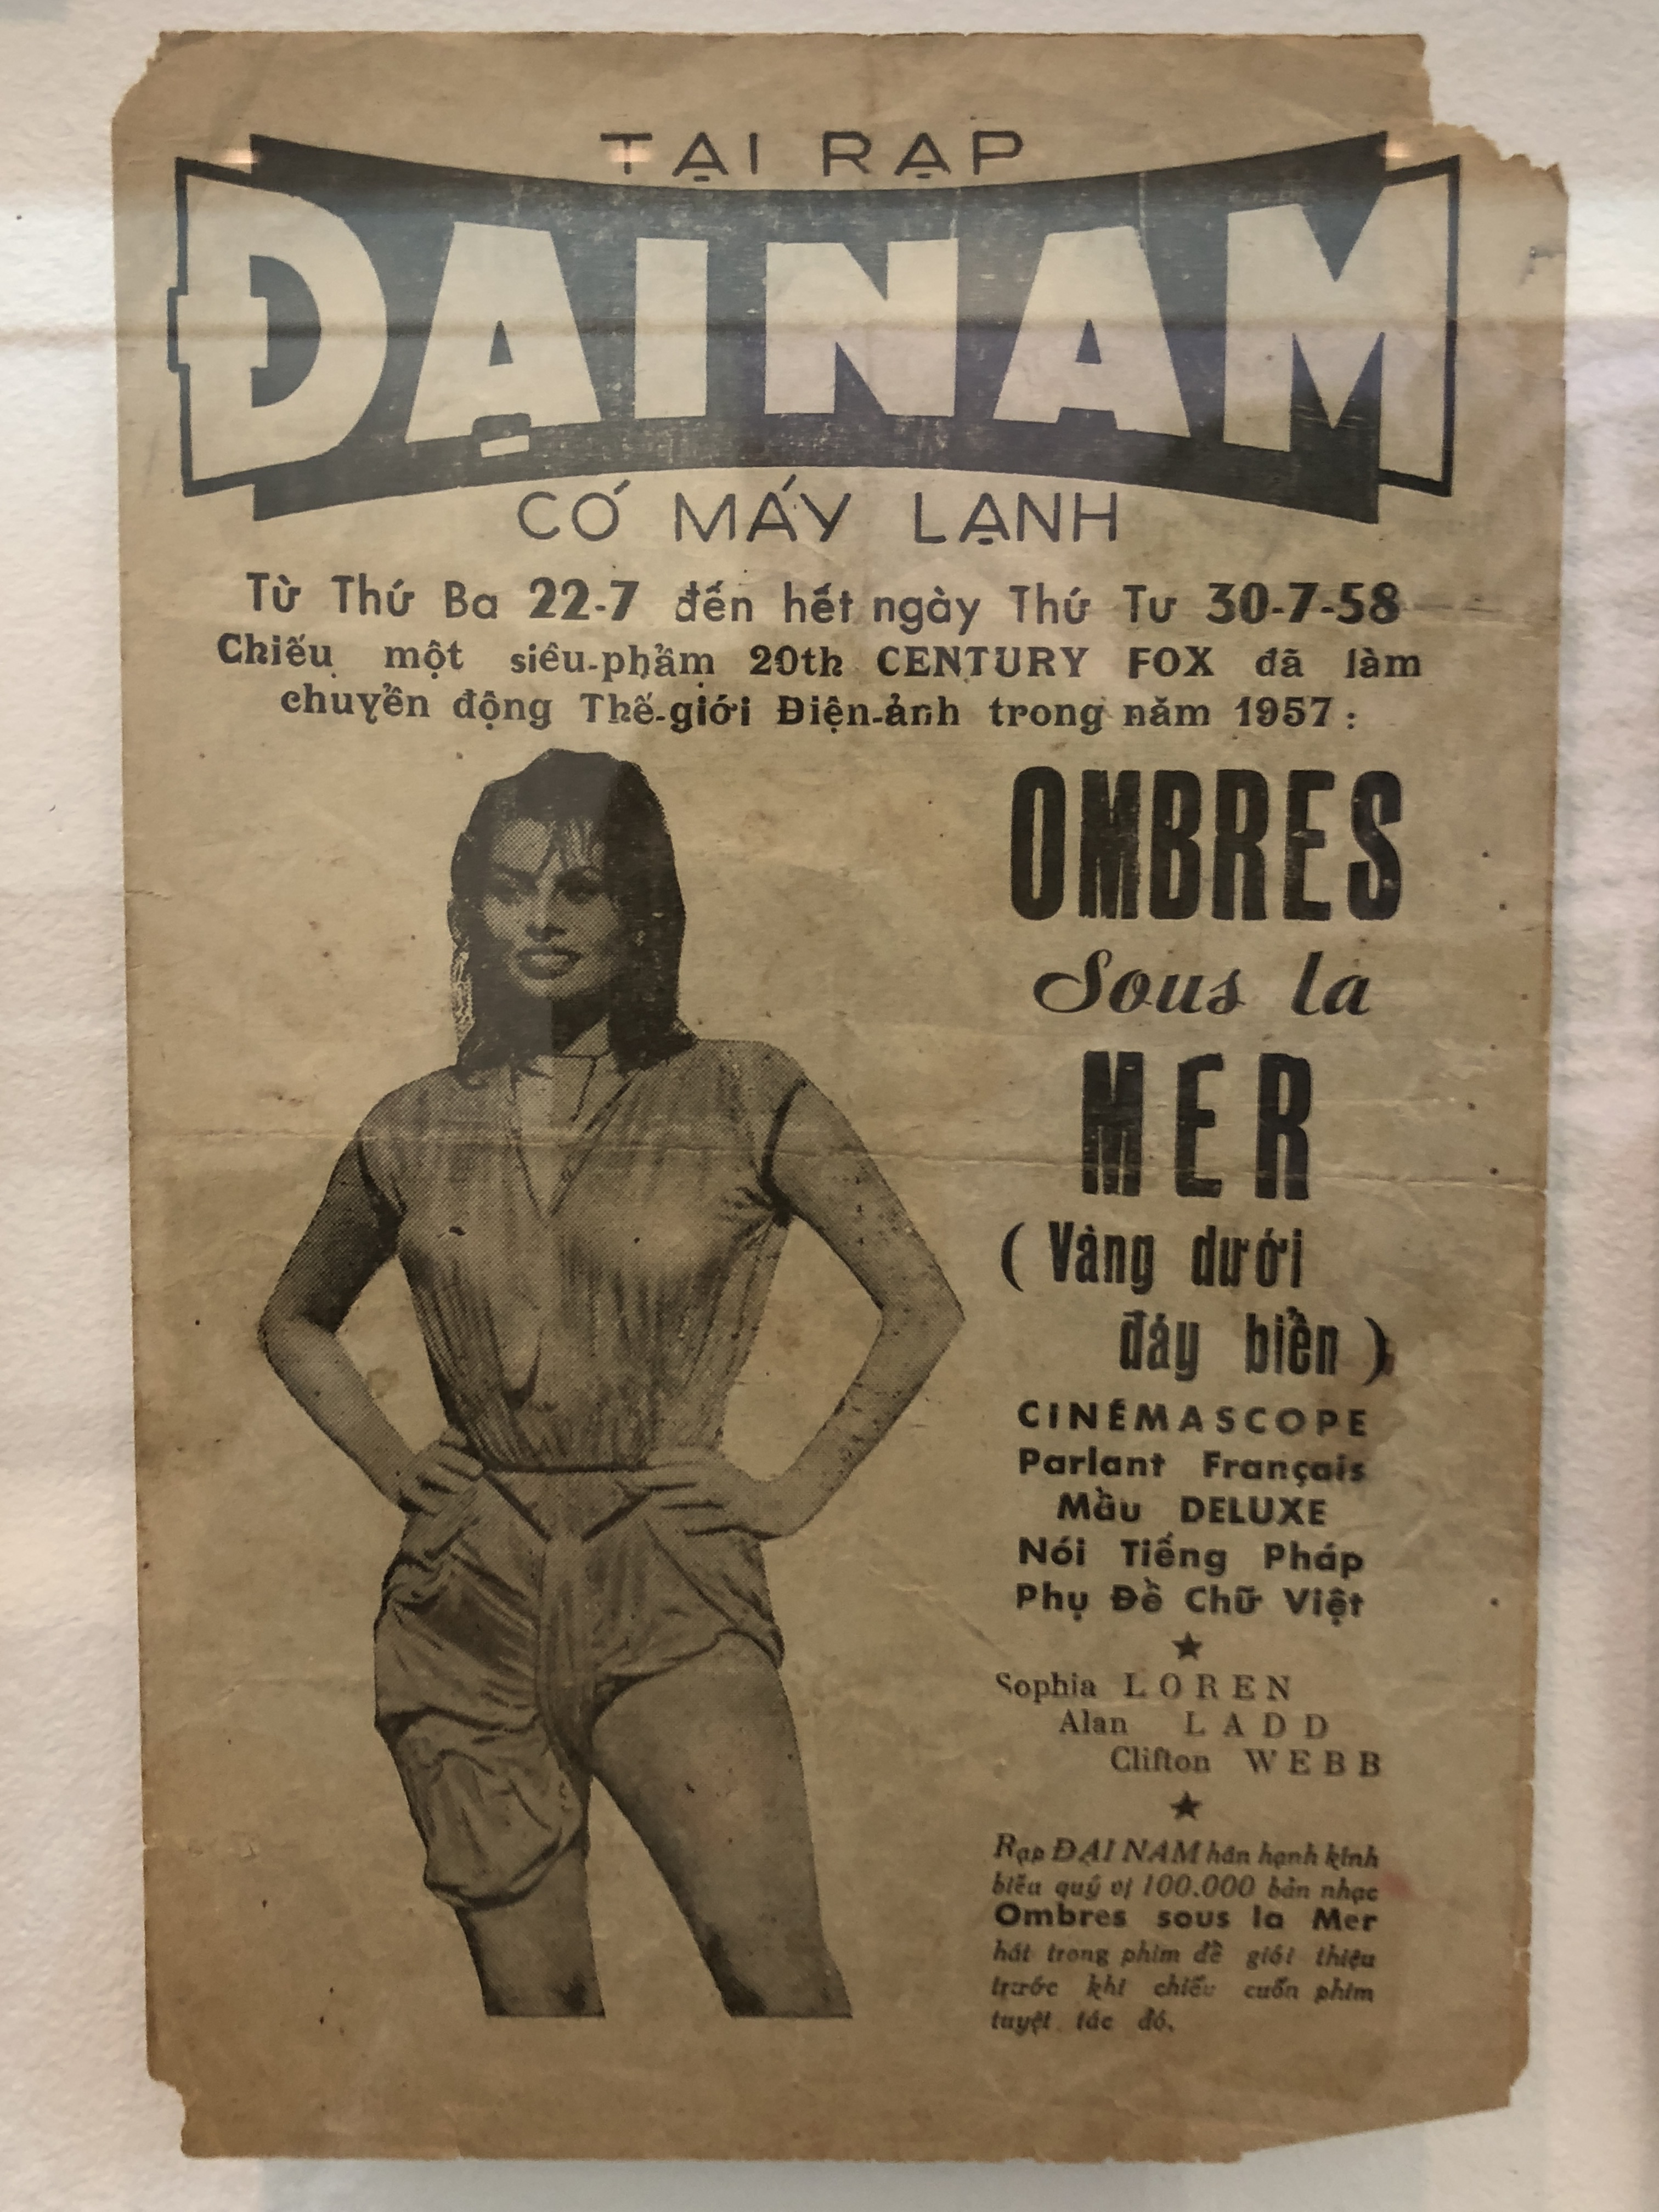 TẠI RẠP
ĐẠI NAM
CÓ MÁY LẠNH
Từ Thứ Ba 22-7 đến hết ngày Thứ Tư 30-7-58
Chiếu một siêu-phẩm 20th CENTURY FOX đã làm
chuyển động Thế-giới Điện-ảnh trong năm 1957 :
OMBRES
Sous la
MER
( Vàng dưới
đáy biển )
CINÉMASCOPE
Parlant Français
Mầu DELUXE
Nói Tiếng Pháp
Phụ Đề Chữ Việt
★
Sophia LOREN
Alan LADD
Clifton WEBB
★
Rạp ĐẠI NAM hân hạnh kính
biếu quý vị 100.000 bản nhạc
Ombres sous la Mer
hát trong phim để giới thiệu
trước khi chiếu cuốn phim
tuyệt tác đó.